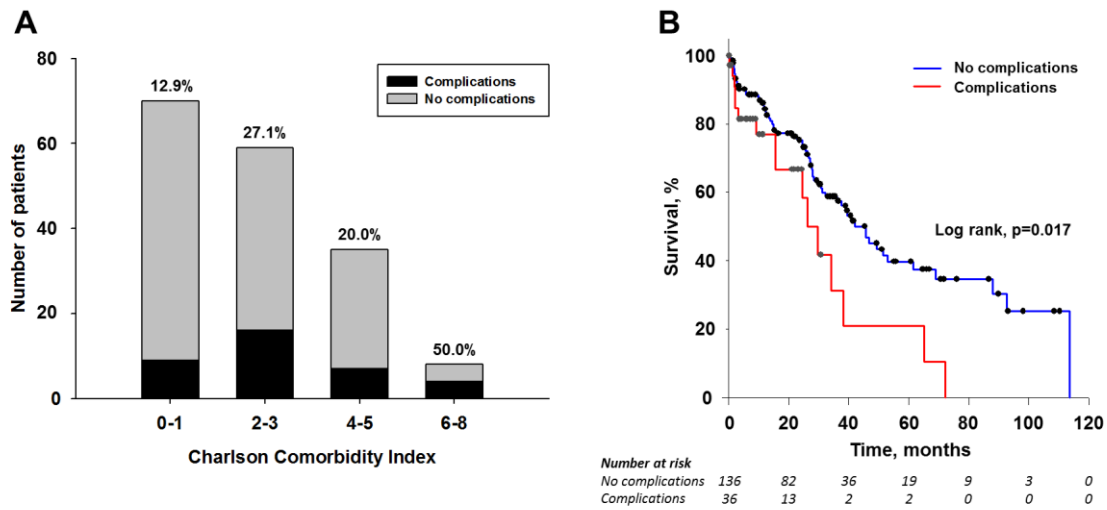 A
Number of patients
80
60
40
20
0
12.9%
27.1%
20.0%
50.0%
Complications
No complications
0-1 2-3 4-5 6-8
Charlson Comorbidity Index
B
Survival, %
100
80
60
40
20
0
No complications
Complications
Log rank, p=0.017
0 20 40 60 80 100 120
Time, months
Number at risk
No complications 136 82 36 19 9 3 0
Complications 36 13 2 2 0 0 0